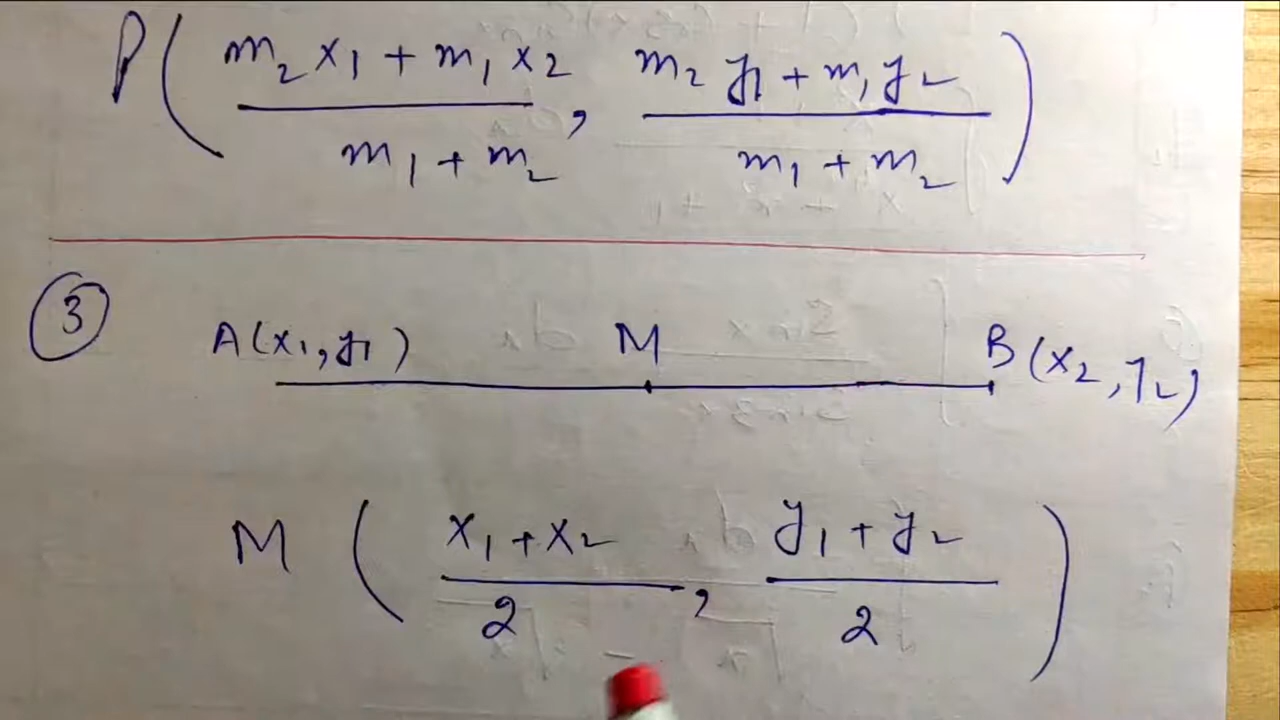 P ( m₂x₁ + m₁x₂ / m₁ + m₂ , m₂y₁ + m₁y₂ / m₁ + m₂ )
③
A(x₁, y₁) M B(x₂, y₂)
M ( x₁ + x₂ / 2 , y₁ + y₂ / 2 )